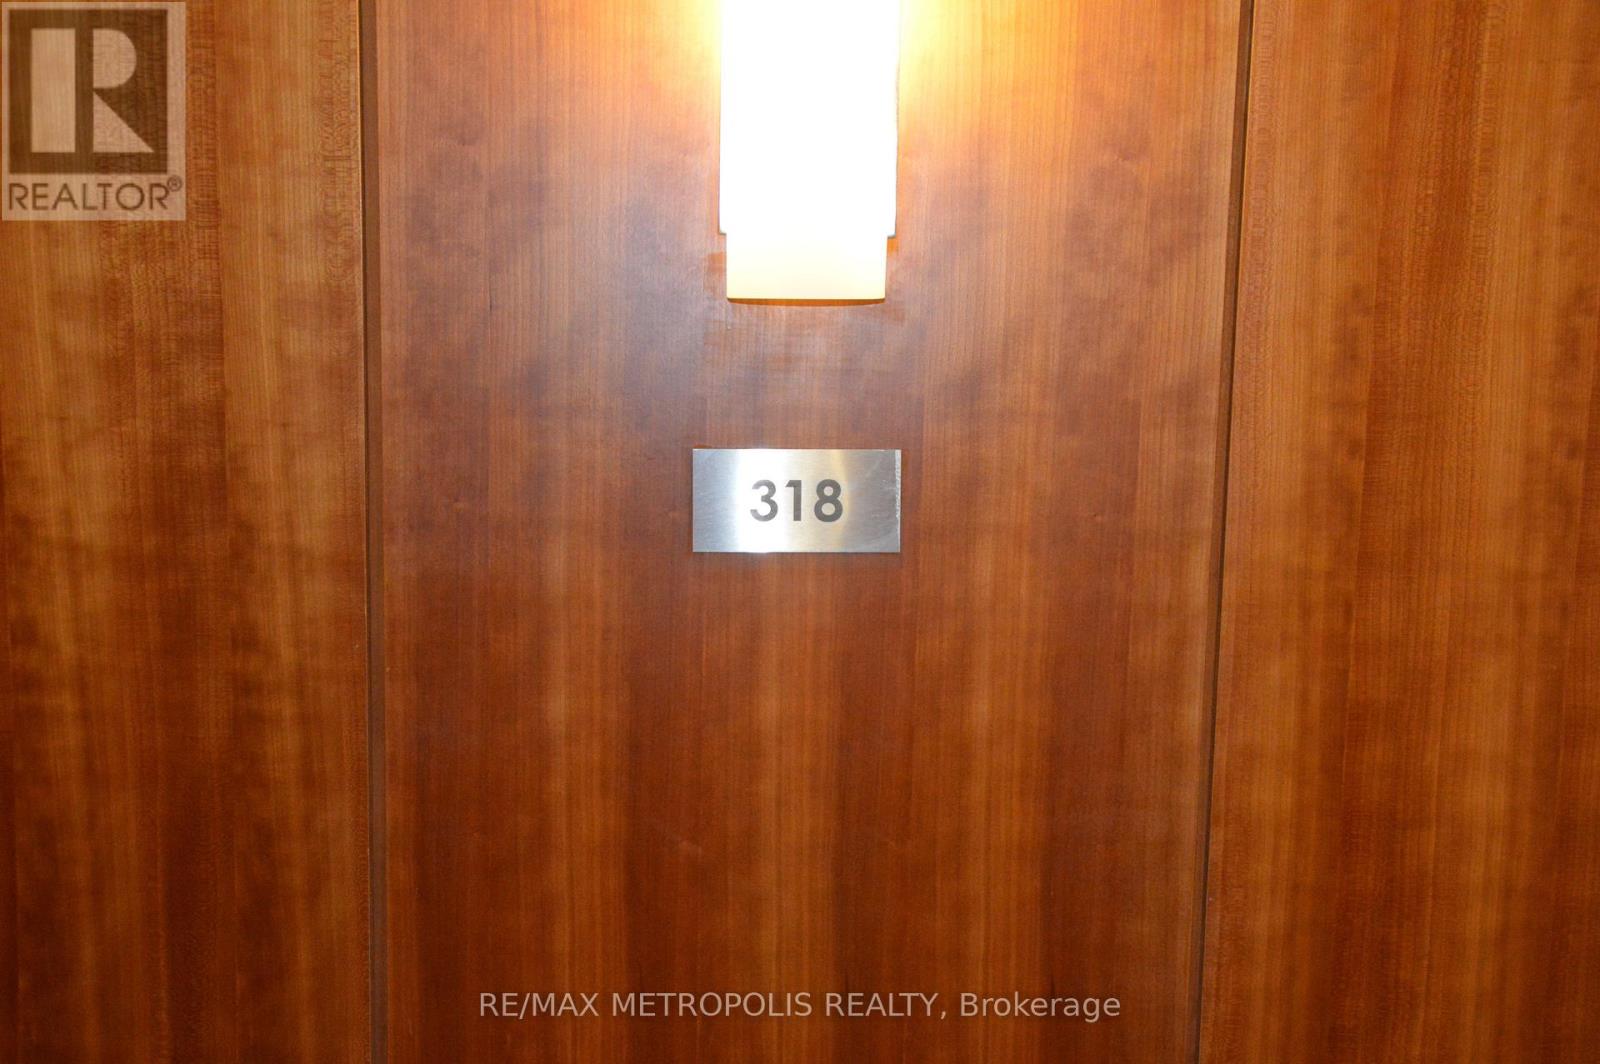 R
REALTOR®
318
RE/MAX METROPOLIS REALTY, Brokerage